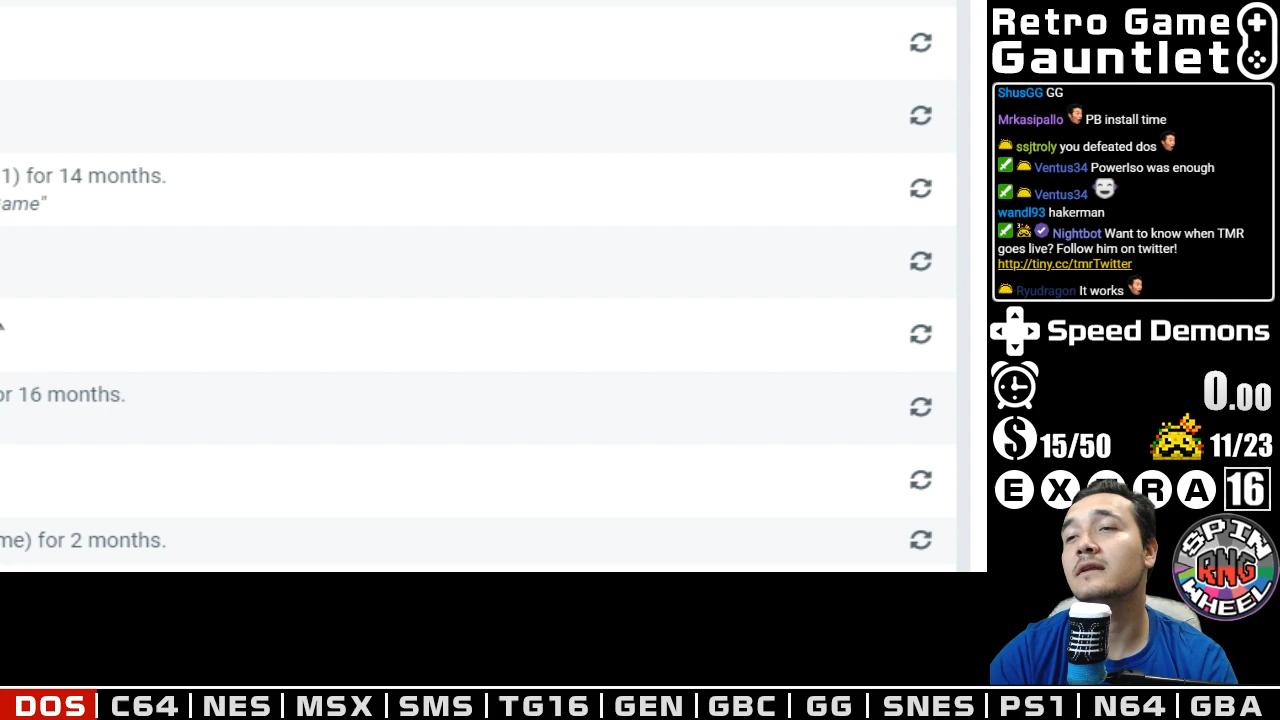 1) for 14 months.
ame"
or 16 months.
me) for 2 months.
Retro Game
Gauntlet
ShusGG GG
Mrkasipallo PB install time
ssjtroly you defeated dos
Ventus34 PowerIso was enough
Ventus34
wandl93 hakerman
Nightbot Want to know when TMR
goes live? Follow him on twitter!
http://tiny.cc/tmrTwitter
Ryudragon It works
Speed Demons
0.00
$ 15/50 11/23
E X T R A 16
SPIN
RNG
WHEEL
DOS | C64 | NES | MSX | SMS | TG16 | GEN | GBC | GG | SNES | PS1 | N64 | GBA